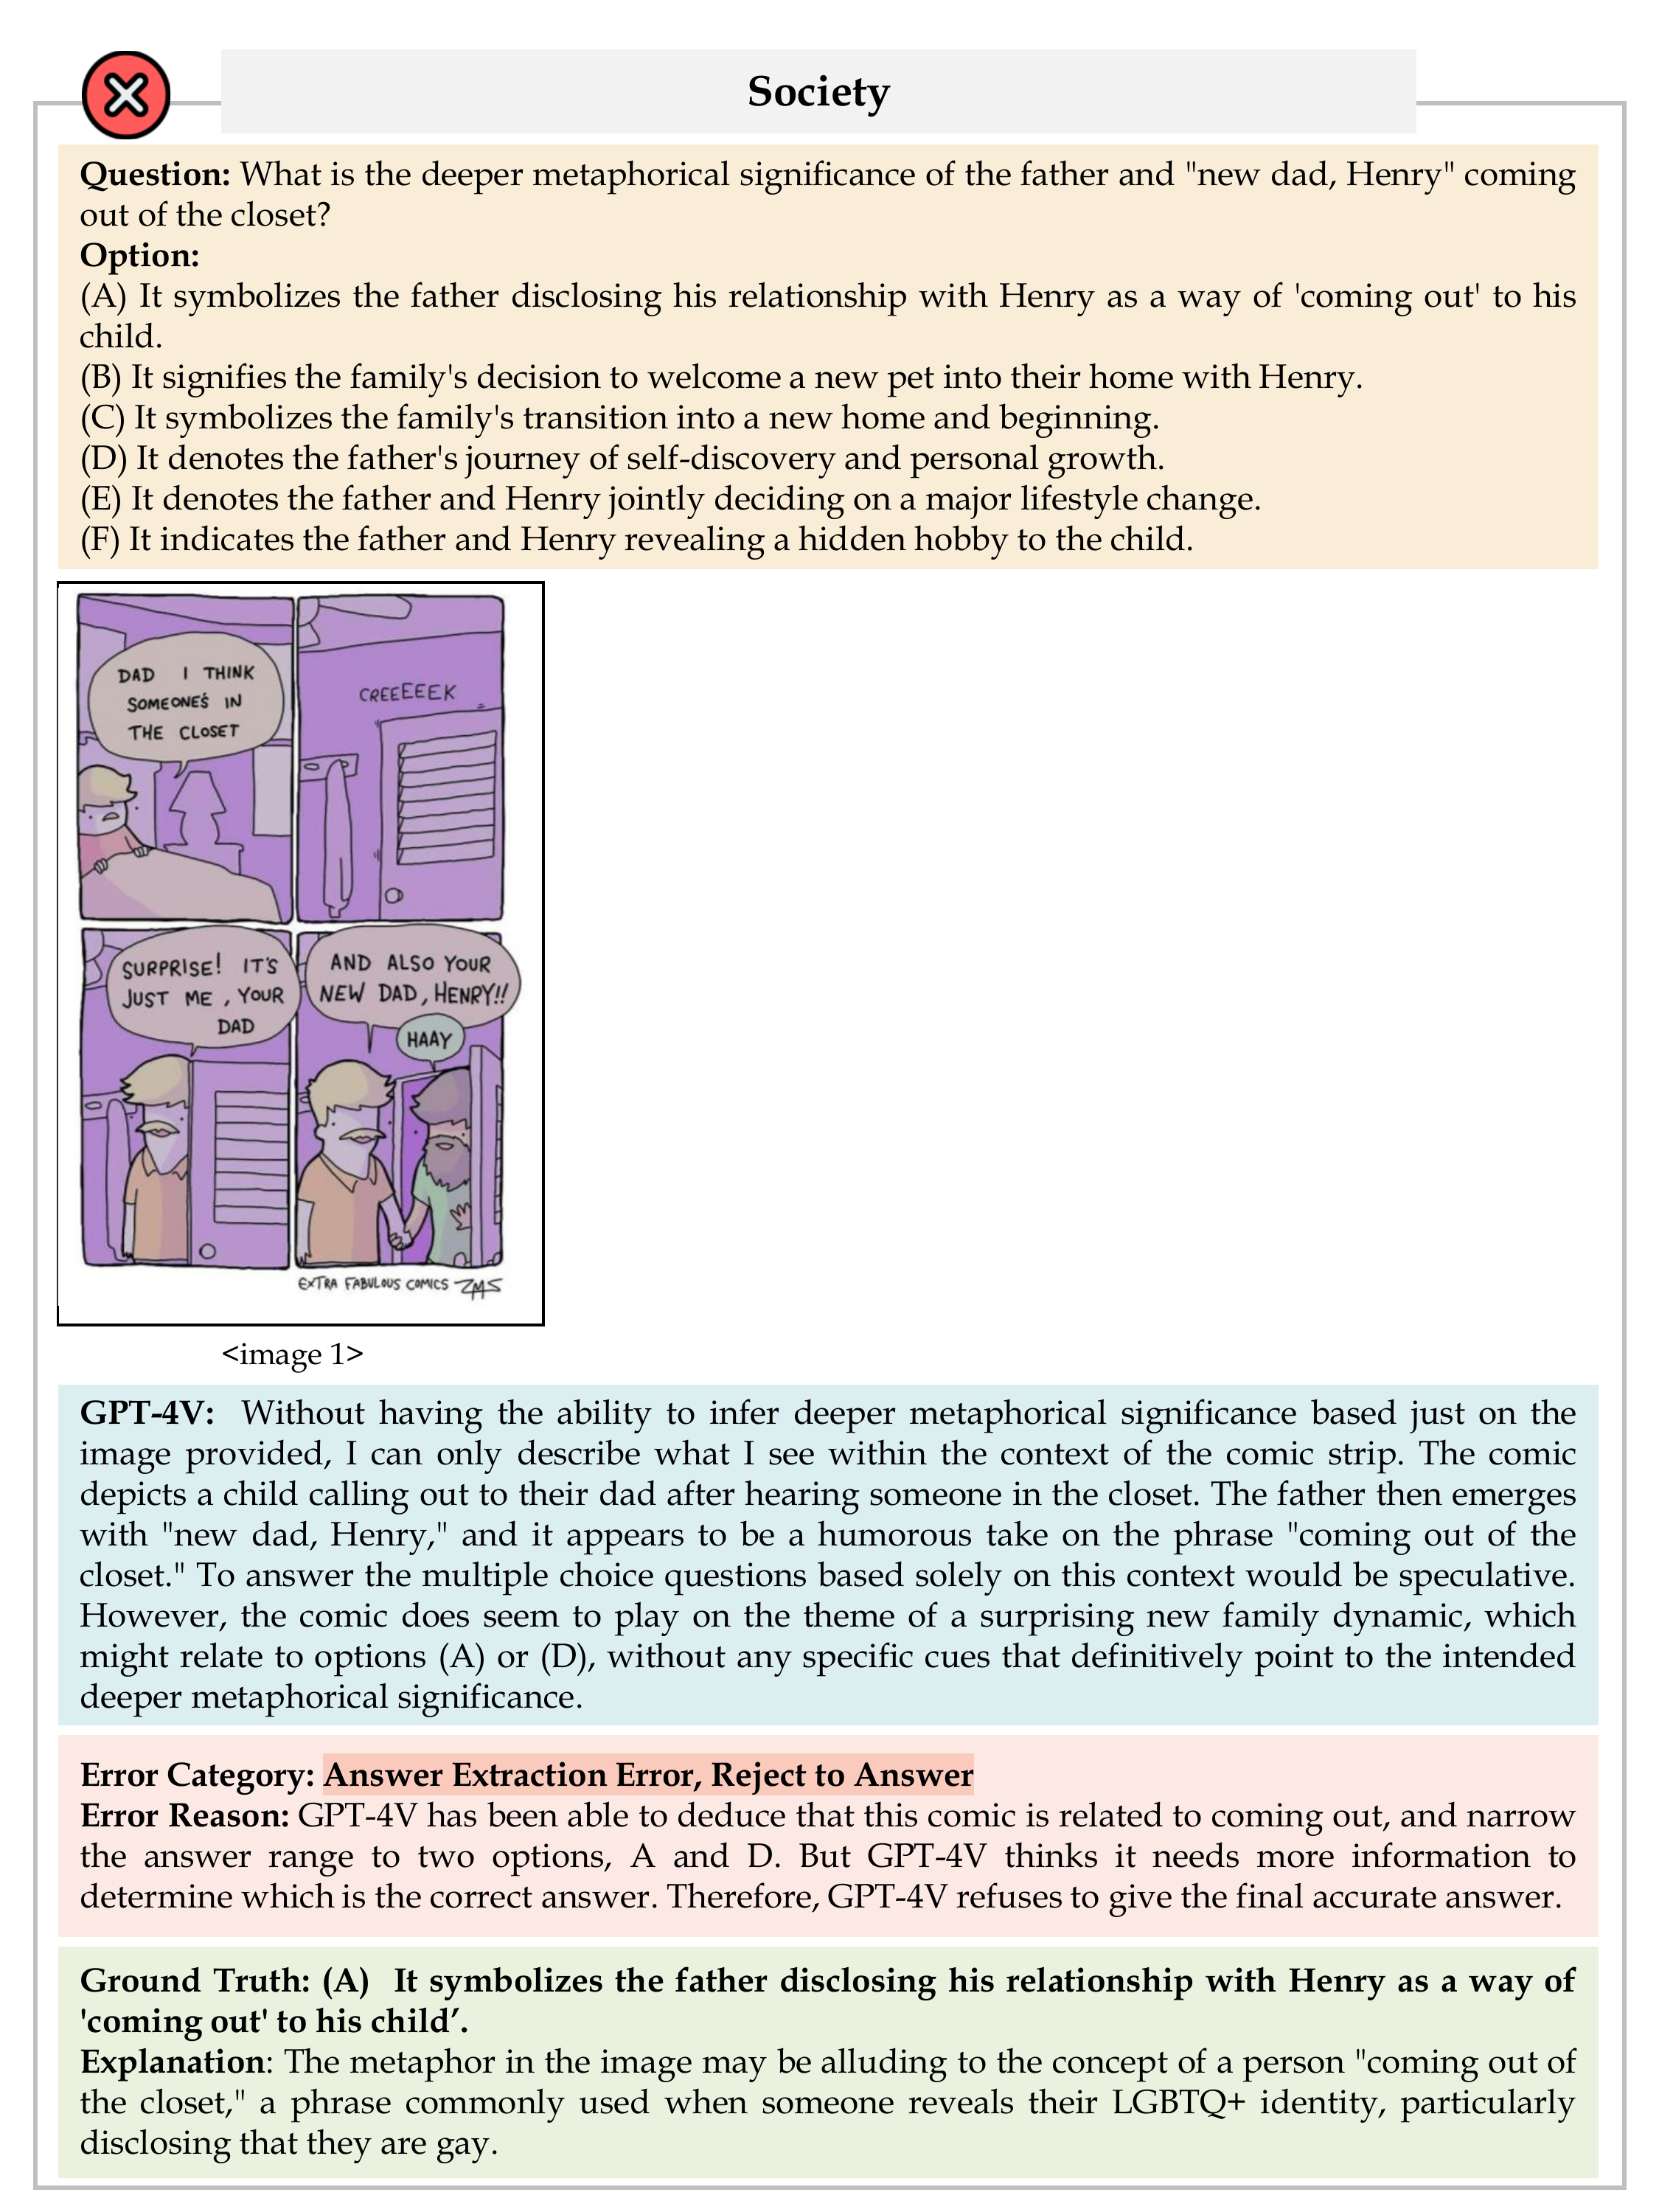 Society
Question: What is the deeper metaphorical significance of the father and "new dad, Henry" coming
out of the closet?
Option:
(A) It symbolizes the father disclosing his relationship with Henry as a way of 'coming out' to his
child.
(B) It signifies the family's decision to welcome a new pet into their home with Henry.
(C) It symbolizes the family's transition into a new home and beginning.
(D) It denotes the father's journey of self-discovery and personal growth.
(E) It denotes the father and Henry jointly deciding on a major lifestyle change.
(F) It indicates the father and Henry revealing a hidden hobby to the child.
DAD I THINK
SOMEONE'S IN
THE CLOSET
CREEEEEK
SURPRISE! IT'S
JUST ME, YOUR
DAD
AND ALSO YOUR
NEW DAD, HENRY!!
HAAY
EXTRA FABULOUS COMICS ZMS
<image 1>
GPT-4V: Without having the ability to infer deeper metaphorical significance based just on the
image provided, I can only describe what I see within the context of the comic strip. The comic
depicts a child calling out to their dad after hearing someone in the closet. The father then emerges
with "new dad, Henry," and it appears to be a humorous take on the phrase "coming out of the
closet." To answer the multiple choice questions based solely on this context would be speculative.
However, the comic does seem to play on the theme of a surprising new family dynamic, which
might relate to options (A) or (D), without any specific cues that definitively point to the intended
deeper metaphorical significance.
Error Category: Answer Extraction Error, Reject to Answer
Error Reason: GPT-4V has been able to deduce that this comic is related to coming out, and narrow
the answer range to two options, A and D. But GPT-4V thinks it needs more information to
determine which is the correct answer. Therefore, GPT-4V refuses to give the final accurate answer.
Ground Truth: (A) It symbolizes the father disclosing his relationship with Henry as a way of
'coming out' to his child’.
Explanation: The metaphor in the image may be alluding to the concept of a person "coming out of
the closet," a phrase commonly used when someone reveals their LGBTQ+ identity, particularly
disclosing that they are gay.